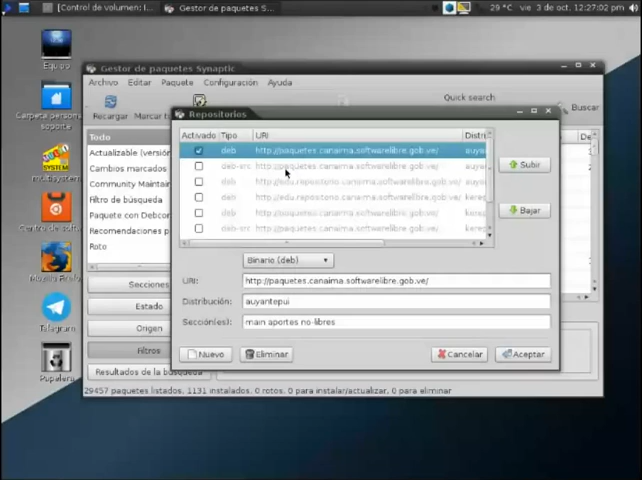 [Control de volumen: I...
Gestor de paquetes S...
29 °C
vie 3 de oct. 12:27:02 pm
Equipo
Carpeta persona
soporte
multisystem
Mozilla Firefo
Telegram
Papelera
Gestor de paquetes Synaptic
Archivo Editar Paquete Configuración Ayuda
Quick search
Recargar Marcar t
Buscar
Todo
Actualizable (versión
Cambios marcados
Community Maintain
Filtro de búsqueda
Paquete con Debcon
Recomendaciones p
Roto
Secciones
Estado
Origen
Filtros
Resultados de la búsqueda
29457 paquetes listados, 1131 instalados, 0 rotos. 0 para instalar/actualizar, 0 para eliminar
Repositorios
Activado Tipo URI Distri
deb http://paquetes.canaima.softwarelibre.gob.ve/ auya
deb-src http://paquetes.canaima.softwarelibre.gob.ve/
deb http://edu.repositorio.canaima.softwarelibre.gob.ve/
deb http://edu.repositorio.canaima.softwarelibre.gob.ve/
deb http://paquetes.canaima.softwarelibre.gob.ve/
deb-src http://paquetes.canaima.softwarelibre.gob.ve/
Subir
Bajar
Binario (deb)
URI: http://paquetes.canaima.softwarelibre.gob.ve/
Distribución: auyantepui
Sección(es): main aportes no-libres
Nuevo Eliminar Cancelar Aceptar